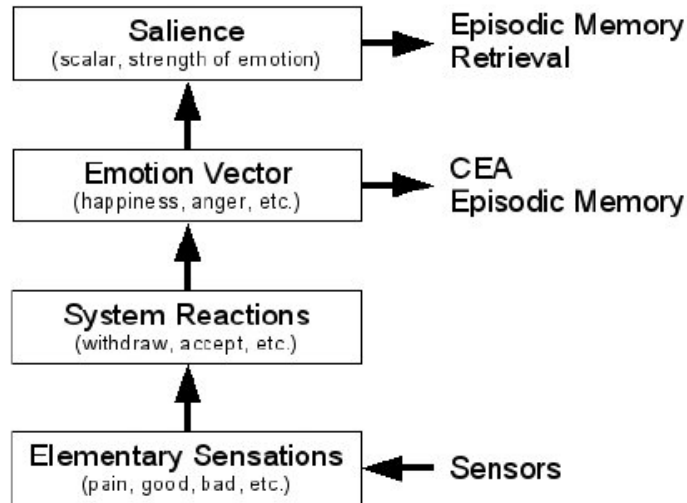 Salience
(scalar, strength of emotion)
Episodic Memory
Retrieval
Emotion Vector
(happiness, anger, etc.)
CEA
Episodic Memory
System Reactions
(withdraw, accept, etc.)
Elementary Sensations
(pain, good, bad, etc.)
Sensors